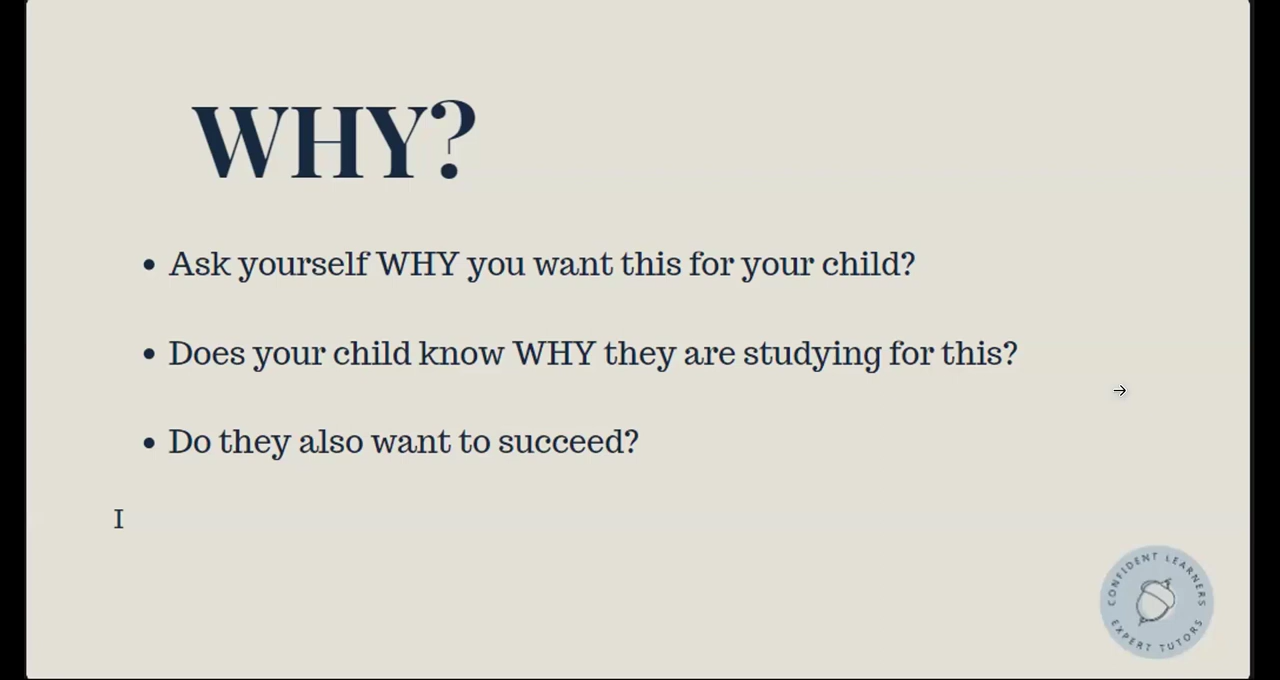 WHY?
Ask yourself WHY you want this for your child?
Does your child know WHY they are studying for this?
Do they also want to succeed?
I
CONFIDENT LEARNERS
EXPERT TUTORS